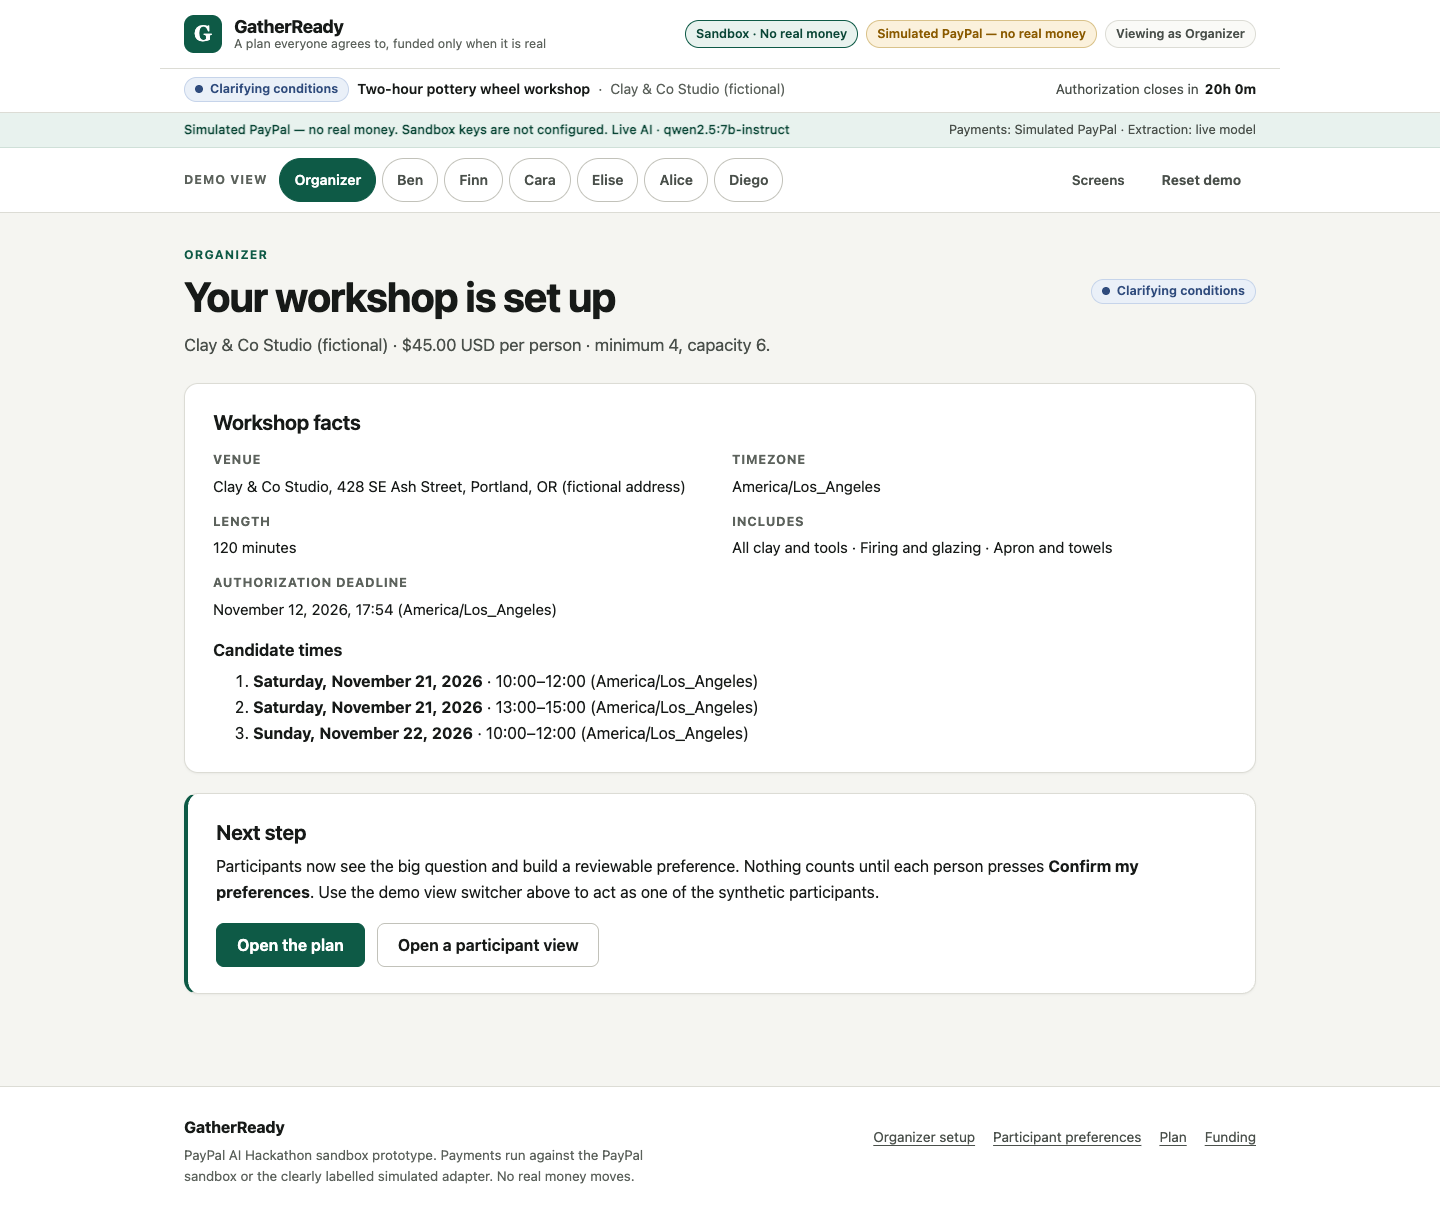 G
GatherReady
A plan everyone agrees to, funded only when it is real
Sandbox · No real money
Simulated PayPal — no real money
Viewing as Organizer
Clarifying conditions
Two-hour pottery wheel workshop · Clay & Co Studio (fictional)
Authorization closes in 20h 0m
Simulated PayPal — no real money. Sandbox keys are not configured. Live AI · qwen2.5:7b-instruct
Payments: Simulated PayPal · Extraction: live model
DEMO VIEW
Organizer
Ben
Finn
Cara
Elise
Alice
Diego
Screens
Reset demo
ORGANIZER
Your workshop is set up
Clarifying conditions
Clay & Co Studio (fictional) · $45.00 USD per person · minimum 4, capacity 6.
Workshop facts
VENUE
Clay & Co Studio, 428 SE Ash Street, Portland, OR (fictional address)
TIMEZONE
America/Los_Angeles
LENGTH
120 minutes
INCLUDES
All clay and tools · Firing and glazing · Apron and towels
AUTHORIZATION DEADLINE
November 12, 2026, 17:54 (America/Los_Angeles)
Candidate times
1. Saturday, November 21, 2026 · 10:00–12:00 (America/Los_Angeles)
2. Saturday, November 21, 2026 · 13:00–15:00 (America/Los_Angeles)
3. Sunday, November 22, 2026 · 10:00–12:00 (America/Los_Angeles)
Next step
Participants now see the big question and build a reviewable preference. Nothing counts until each person presses Confirm my
preferences. Use the demo view switcher above to act as one of the synthetic participants.
Open the plan
Open a participant view
GatherReady
PayPal AI Hackathon sandbox prototype. Payments run against the PayPal
sandbox or the clearly labelled simulated adapter. No real money moves.
Organizer setup
Participant preferences
Plan
Funding